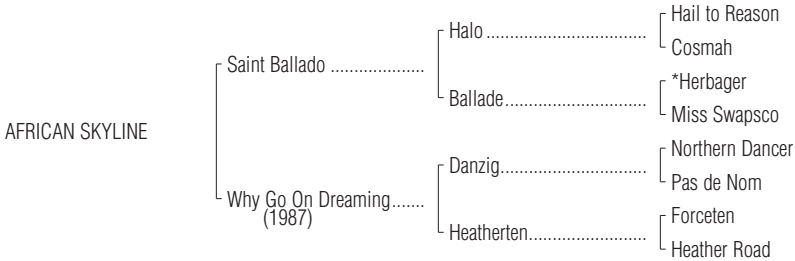 Hail to Reason
Halo ................................
Cosmah
Saint Ballado ....................
*Herbager
Ballade............................
Miss Swapsco
AFRICAN SKYLINE
Northern Dancer
Danzig.............................
Pas de Nom
Why Go On Dreaming.......
(1987)
Forceten
Heatherten.......................
Heather Road